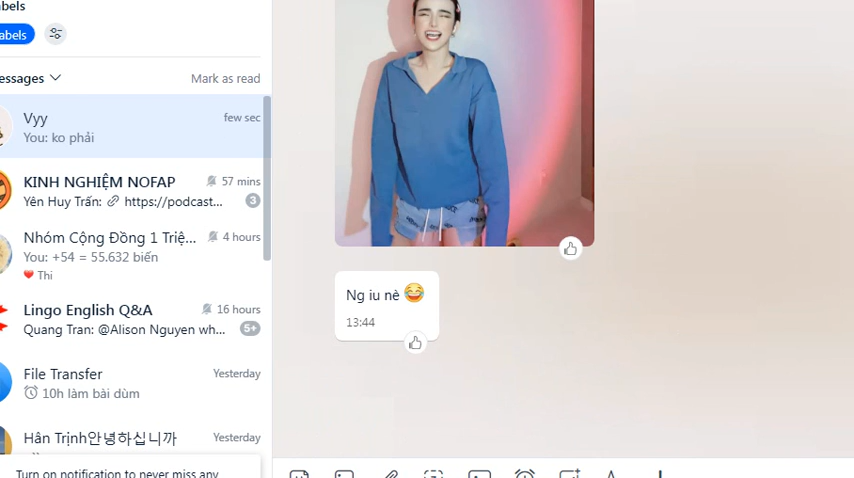 abels
abels
essages
Mark as read
Vyy
few sec
You: ko phải
KINH NGHIỆM NOFAP
57 mins
Yên Huy Trấn: https://podcast...
3
Nhóm Cộng Đồng 1 Triệ...
4 hours
You: +54 = 55.632 biến
Thi
Lingo English Q&A
16 hours
Quang Tran: @Alison Nguyen wh...
5+
File Transfer
Yesterday
10h làm bài dùm
Hân Trịnh안녕하십니까
Yesterday
Turn on notification to never miss any
Ng iu nè 😂
13:44